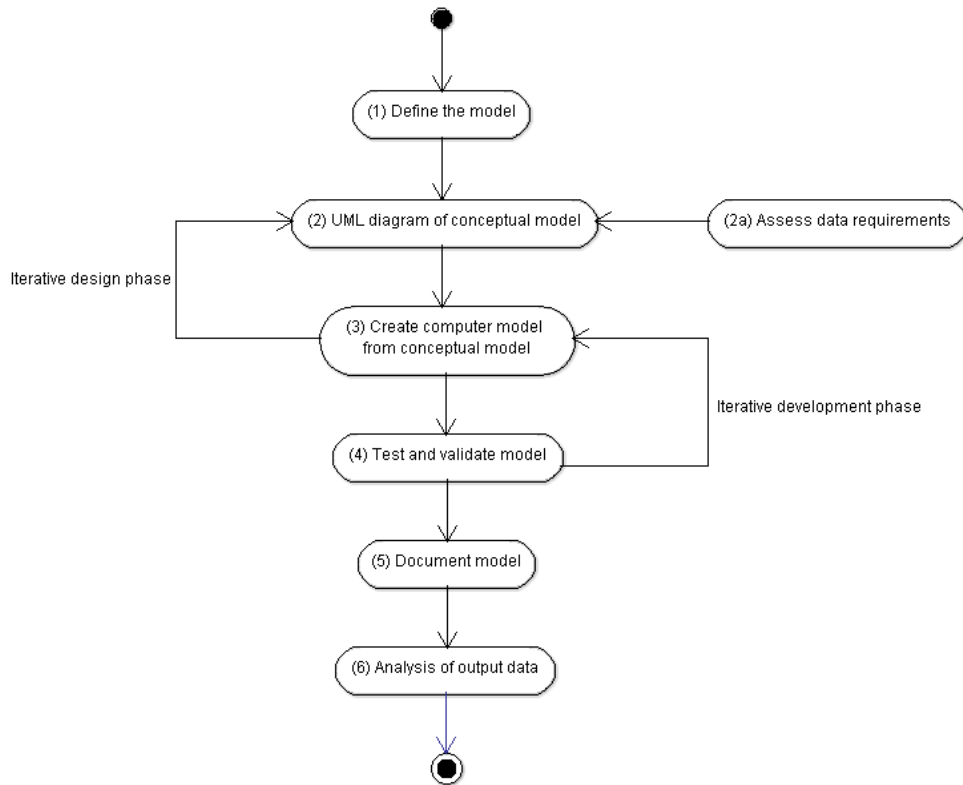 (1) Define the model
(2) UML diagram of conceptual model
(2a) Assess data requirements
Iterative design phase
(3) Create computer model
from conceptual model
Iterative development phase
(4) Test and validate model
(5) Document model
(6) Analysis of output data